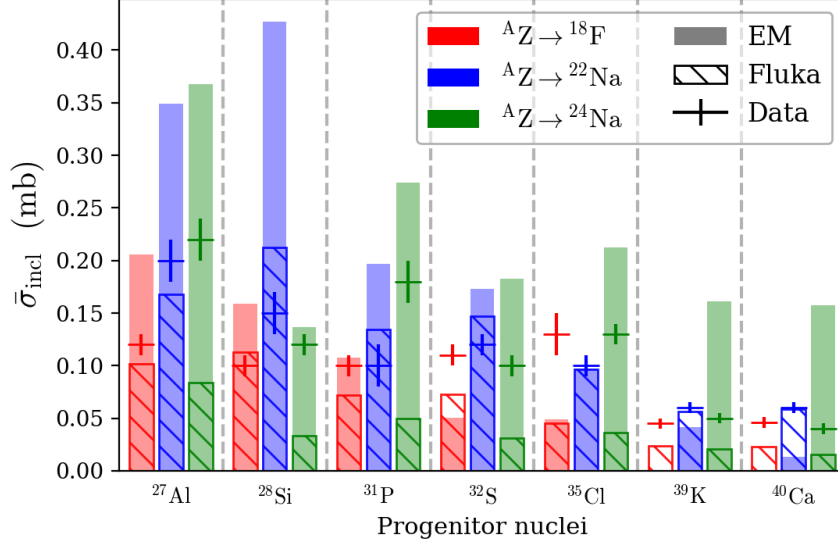 0.40
0.35
0.30
0.25
0.20
0.15
0.10
0.05
0.00
σ̄incl (mb)
ᴬZ → ¹⁸F
ᴬZ → ²²Na
ᴬZ → ²⁴Na
EM
Fluka
Data
²⁷Al
²⁸Si
³¹P
³²S
³⁵Cl
³⁹K
⁴⁰Ca
Progenitor nuclei